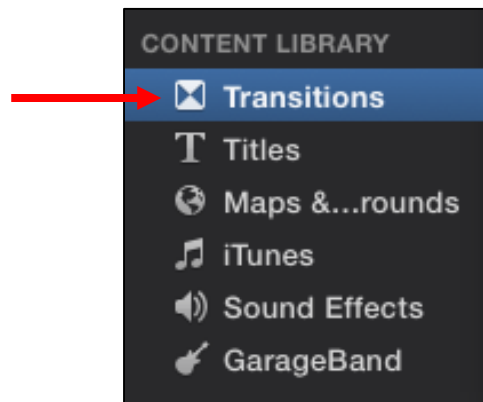 CONTENT LIBRARY
Transitions
Titles
Maps &...rounds
iTunes
Sound Effects
GarageBand